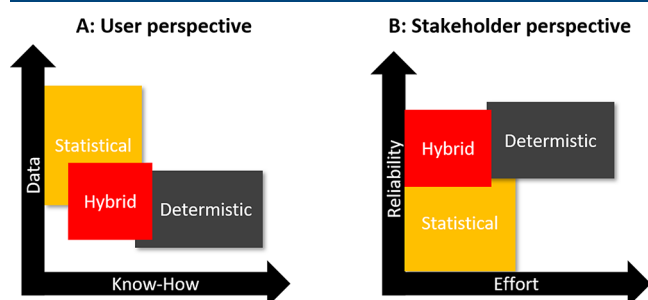 A: User perspective
B: Stakeholder perspective
Data
Statistical
Hybrid
Determistic
Know-How
Reliability
Hybrid
Determistic
Statistical
Effort